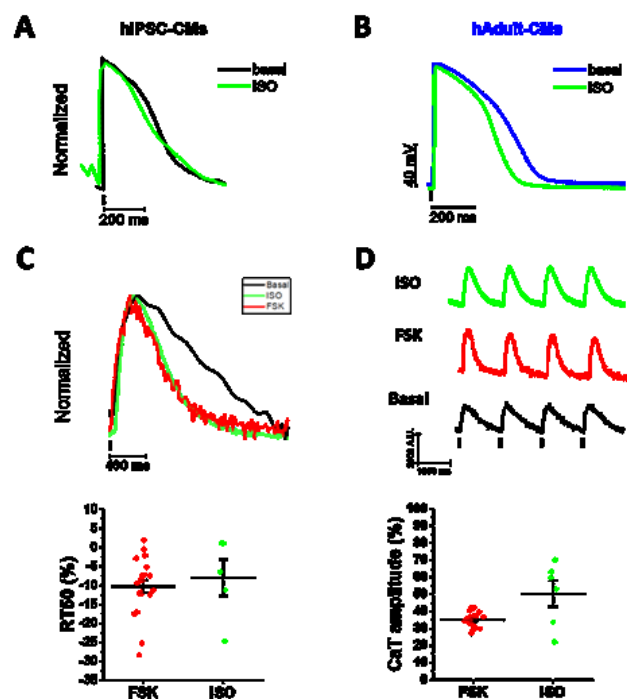 A
hiPSC-CMs
basal
ISO
Normalized
200 ms
B
hAdult-CMs
basal
ISO
40 mV
200 ms
C
Basal
ISO
FSK
Normalized
400 ms
D
ISO
FSK
Basal
1000 ms
10
5
0
-5
-10
-15
-20
-25
-30
-35
RT50 (%)
FSK
ISO
100
90
80
70
60
50
40
30
20
10
0
CaT amplitude (%)
FSK
ISO